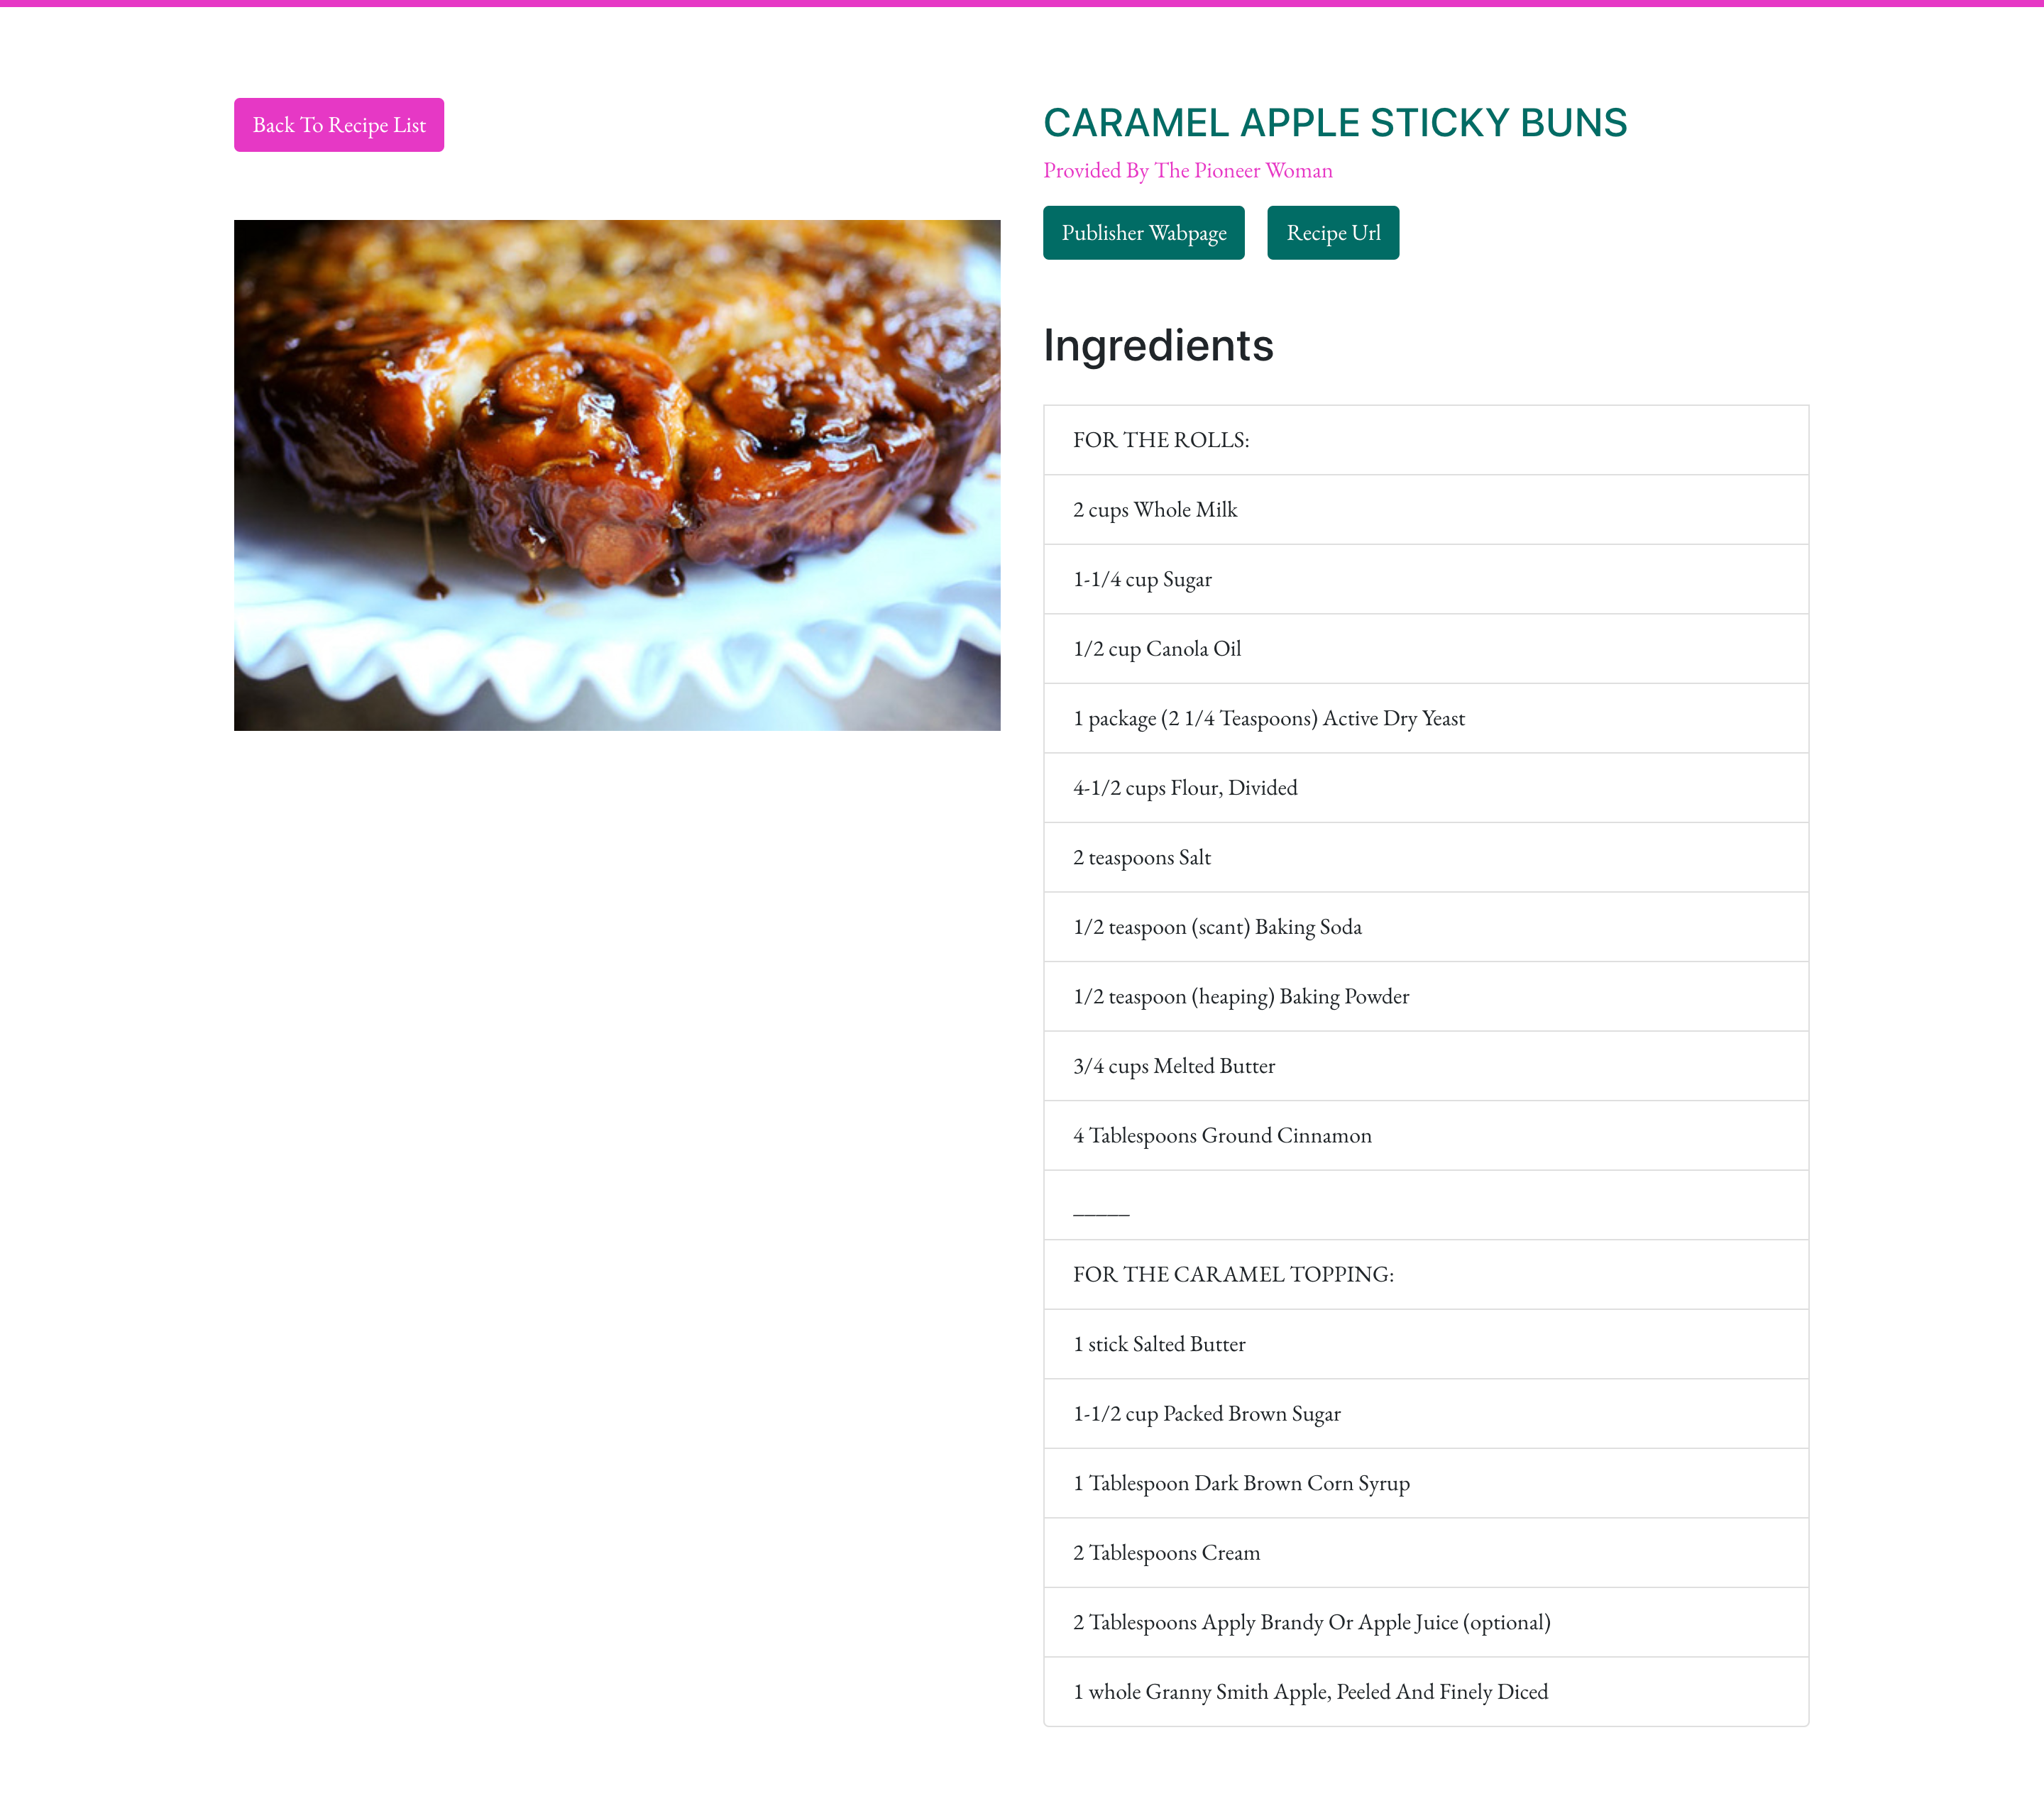 Back To Recipe List
CARAMEL APPLE STICKY BUNS
Provided By The Pioneer Woman
Publisher Wabpage
Recipe Url
Ingredients
FOR THE ROLLS:
2 cups Whole Milk
1-1/4 cup Sugar
1/2 cup Canola Oil
1 package (2 1/4 Teaspoons) Active Dry Yeast
4-1/2 cups Flour, Divided
2 teaspoons Salt
1/2 teaspoon (scant) Baking Soda
1/2 teaspoon (heaping) Baking Powder
3/4 cups Melted Butter
4 Tablespoons Ground Cinnamon
_____
FOR THE CARAMEL TOPPING:
1 stick Salted Butter
1-1/2 cup Packed Brown Sugar
1 Tablespoon Dark Brown Corn Syrup
2 Tablespoons Cream
2 Tablespoons Apply Brandy Or Apple Juice (optional)
1 whole Granny Smith Apple, Peeled And Finely Diced